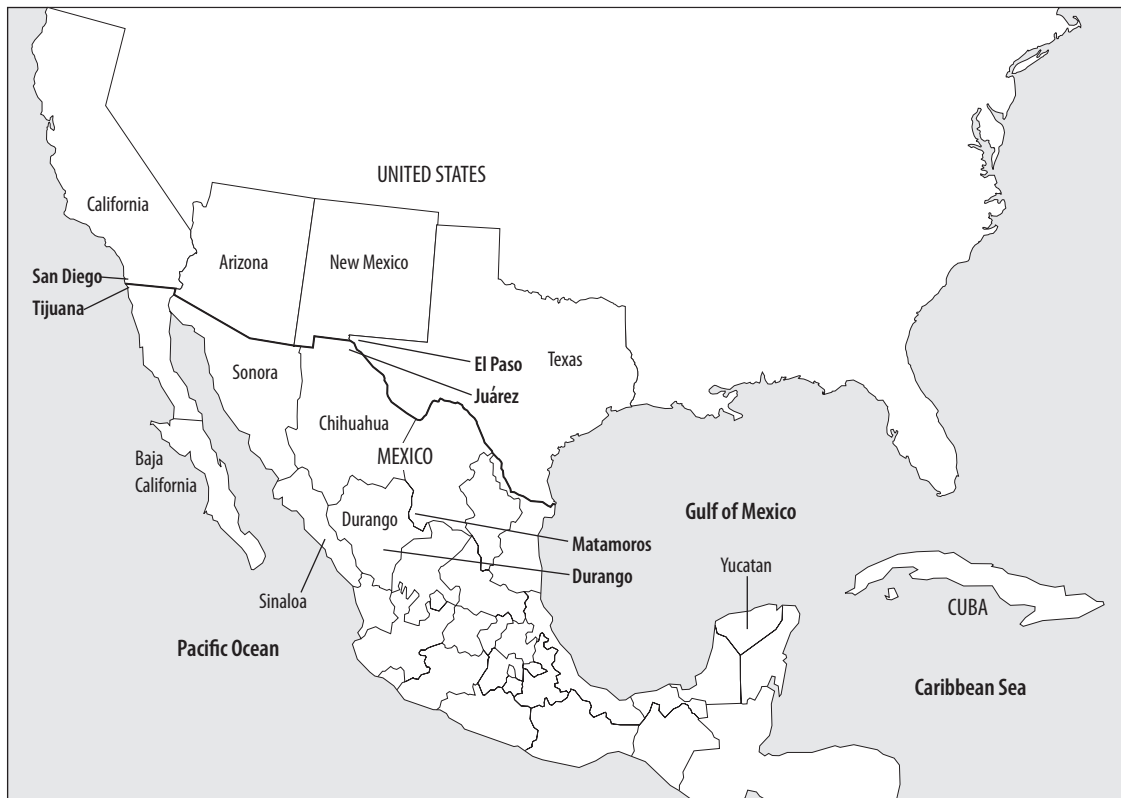 UNITED STATES
California
Arizona
New Mexico
San Diego
Tijuana
El Paso
Texas
Sonora
Juárez
Chihuahua
MEXICO
Baja
California
Durango
Gulf of Mexico
Matamoros
Durango
Yucatan
Sinaloa
CUBA
Pacific Ocean
Caribbean Sea